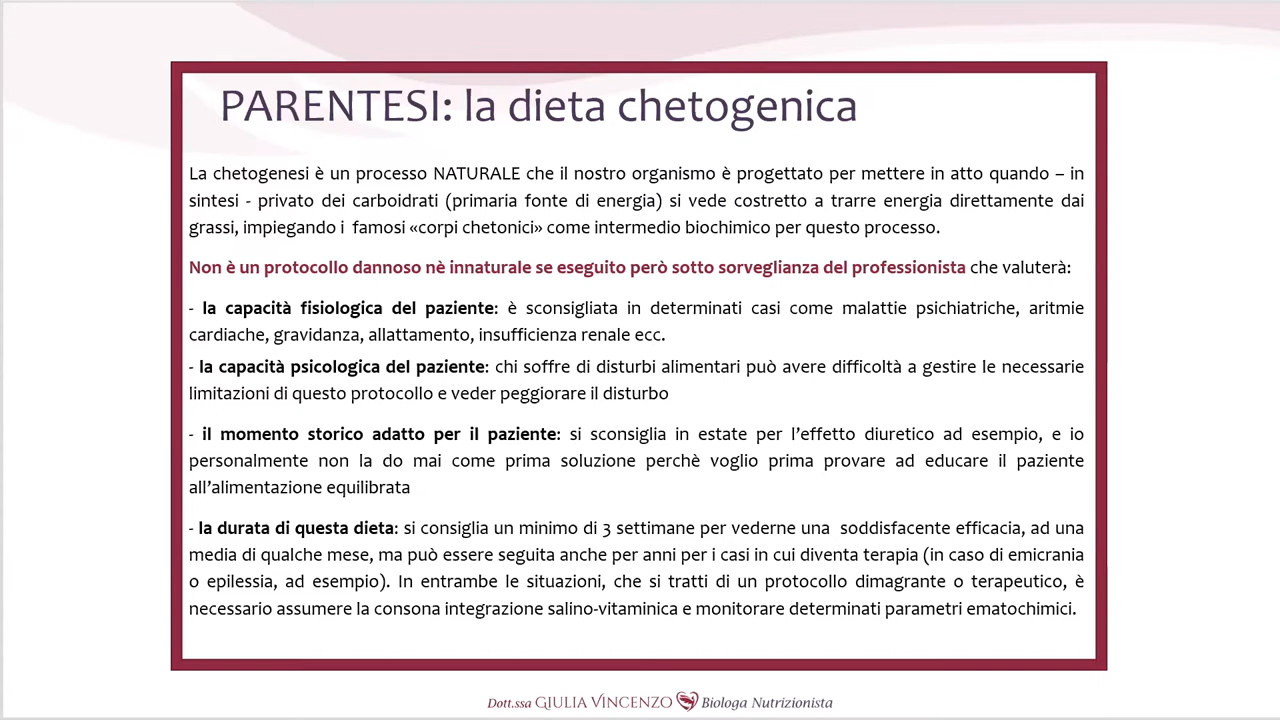 PARENTESI: la dieta chetogenica
La chetogenesi è un processo NATURALE che il nostro organismo è progettato per mettere in atto quando – in
sintesi - privato dei carboidrati (primaria fonte di energia) si vede costretto a trarre energia direttamente dai
grassi, impiegando i famosi «corpi chetonici» come intermedio biochimico per questo processo.
Non è un protocollo dannoso nè innaturale se eseguito però sotto sorveglianza del professionista che valuterà:
- la capacità fisiologica del paziente: è sconsigliata in determinati casi come malattie psichiatriche, aritmie
cardiache, gravidanza, allattamento, insufficienza renale ecc.
- la capacità psicologica del paziente: chi soffre di disturbi alimentari può avere difficoltà a gestire le necessarie
limitazioni di questo protocollo e veder peggiorare il disturbo
- il momento storico adatto per il paziente: si sconsiglia in estate per l’effetto diuretico ad esempio, e io
personalmente non la do mai come prima soluzione perchè voglio prima provare ad educare il paziente
all’alimentazione equilibrata
- la durata di questa dieta: si consiglia un minimo di 3 settimane per vederne una soddisfacente efficacia, ad una
media di qualche mese, ma può essere seguita anche per anni per i casi in cui diventa terapia (in caso di emicrania
o epilessia, ad esempio). In entrambe le situazioni, che si tratti di un protocollo dimagrante o terapeutico, è
necessario assumere la consona integrazione salino-vitaminica e monitorare determinati parametri ematochimici.
Dott.ssa GIULIA VINCENZO Biologa Nutrizionista